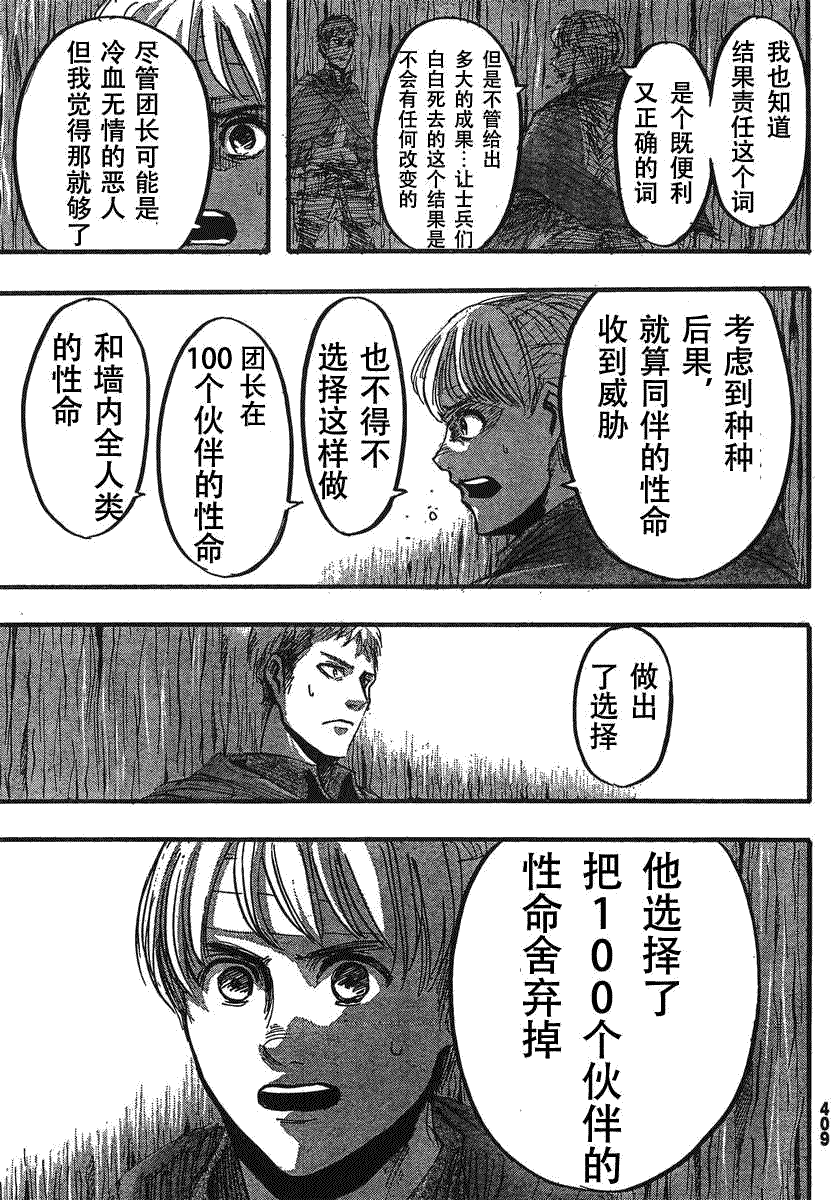 我也知道
结果责任这个词
是个既便利
又正确的词
但是不管给出
多大的成果…让士兵们
白白死去的这个结果是
不会有任何改变的
尽管团长可能是
冷血无情的恶人
但我觉得那就够了
考虑到种种
后果，
就算同伴的性命
收到威胁
也不得不
选择这样做
团长在
100个伙伴的性命
和墙内全人类
的性命
做出
了选择
他选择了
把100个伙伴的
性命舍弃掉
409